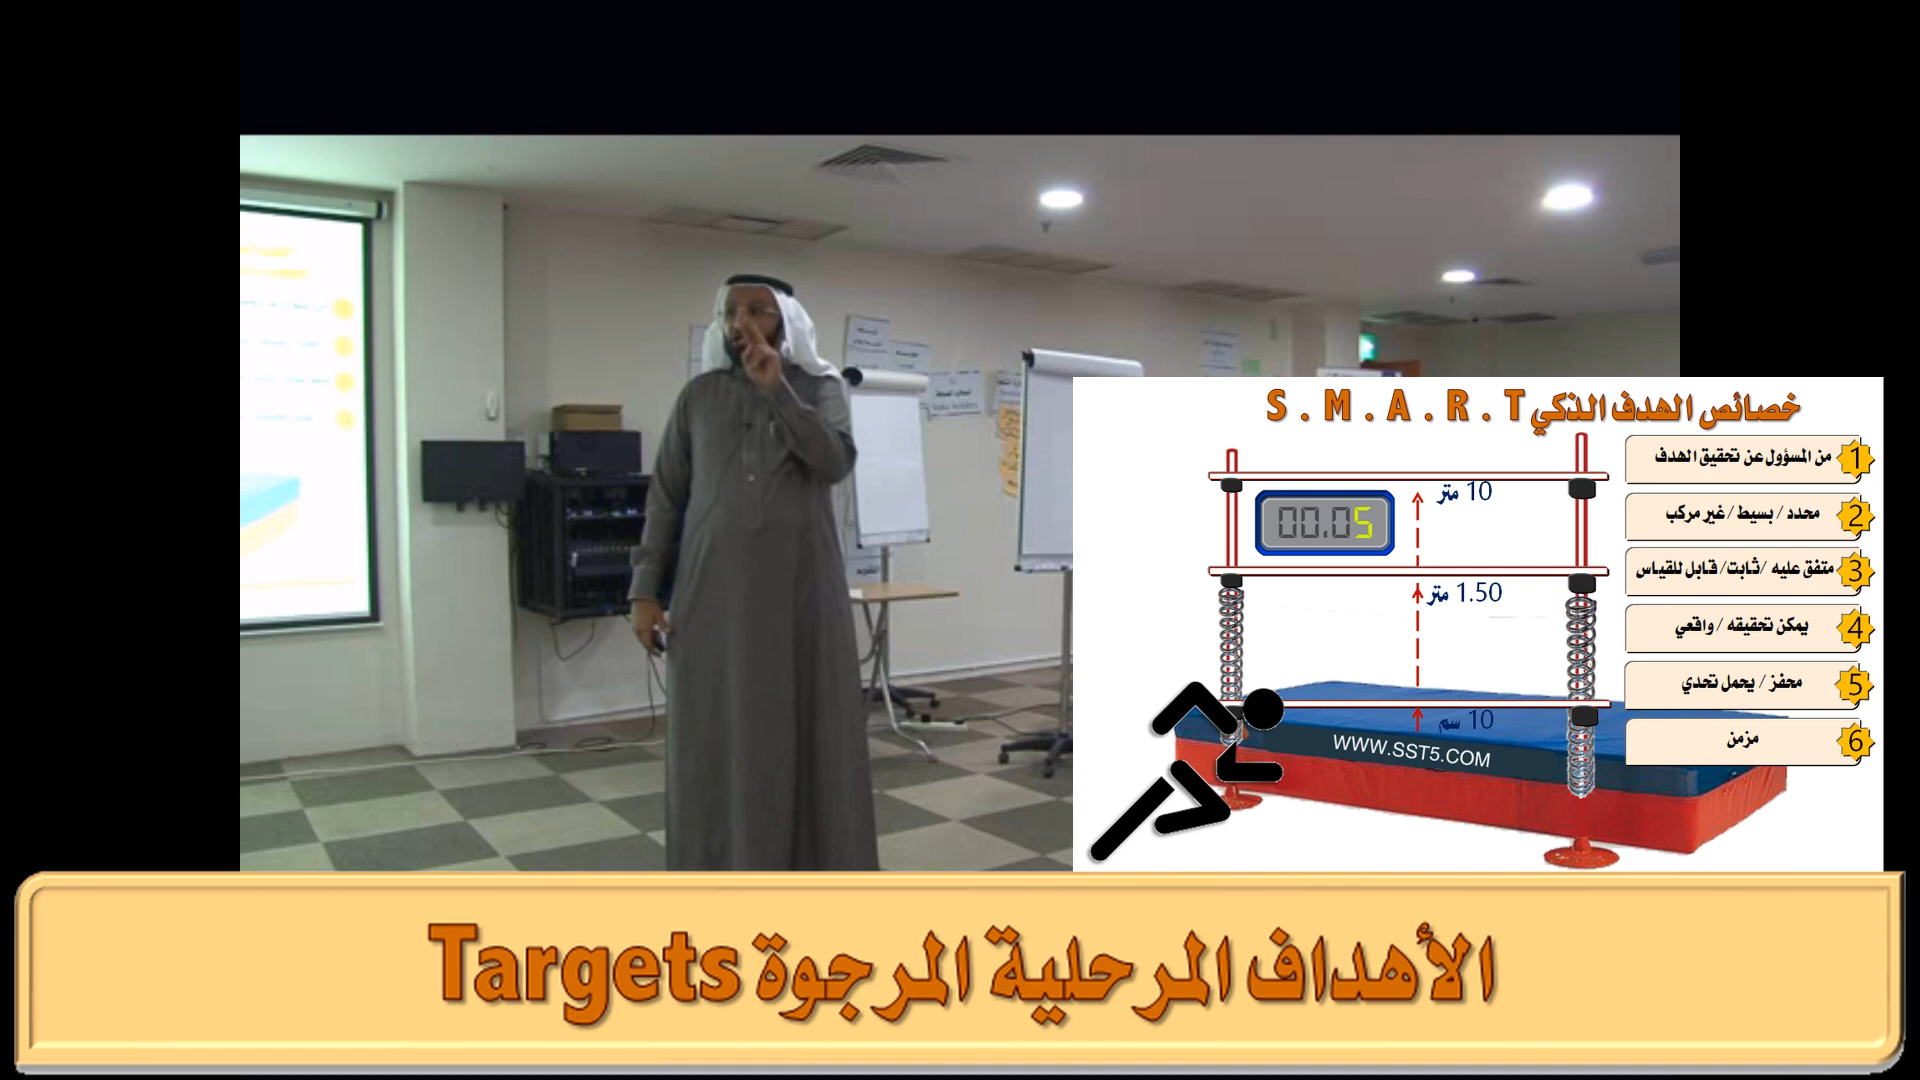 خصائص الهدف الذكي S . M . A . R . T
1 من المسؤول عن تحقيق الهدف
2 محدد / بسيط / غير مركب
3 متفق عليه /ثابت/ قابل للقياس
4 يمكن تحقيقه / واقعي
5 محفز / يحمل تحدي
6 مزمن
10 متر
00.05
1.50 متر
10 سم
WWW.SST5.COM
الأهداف المرحلية المرجوة Targets